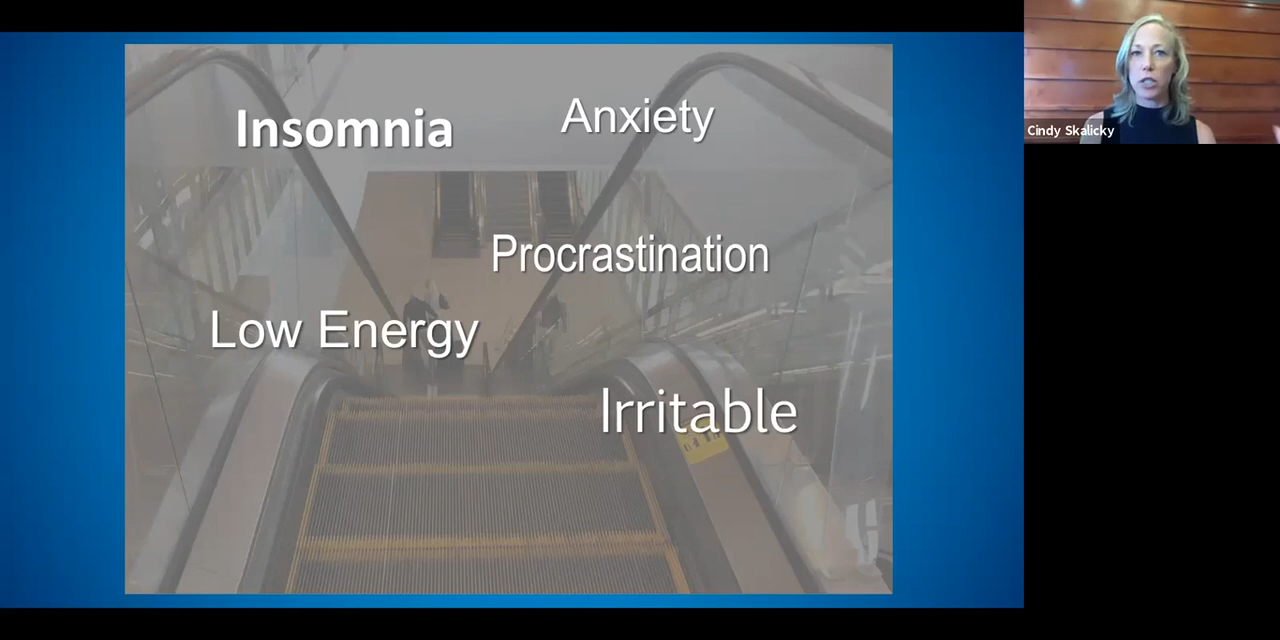 Insomnia
Anxiety
Procrastination
Low Energy
Irritable
Cindy Skalicky